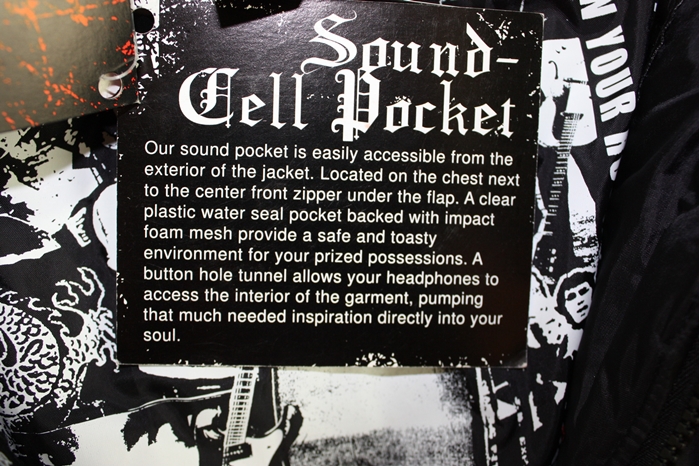 Sound-
Cell Pocket
Our sound pocket is easily accessible from the
exterior of the jacket. Located on the chest next
to the center front zipper under the flap. A clear
plastic water seal pocket backed with impact
foam mesh provide a safe and toasty
environment for your prized possessions. A
button hole tunnel allows your headphones to
access the interior of the garment, pumping
that much needed inspiration directly into your
soul.
YOUR